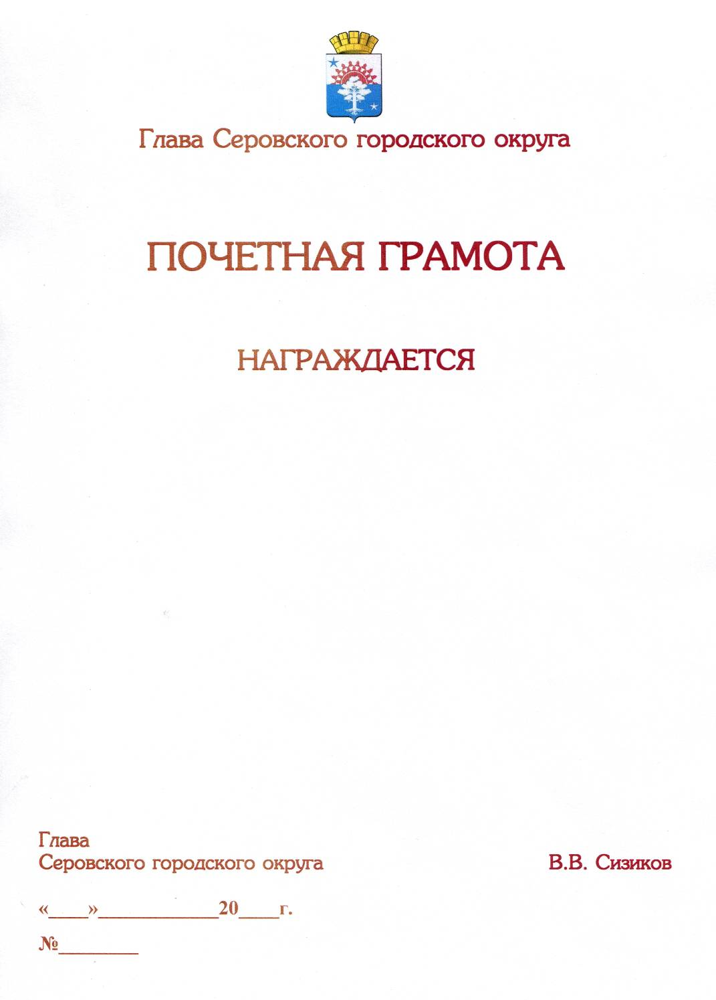 Глава Серовского городского округа
ПОЧЕТНАЯ ГРАМОТА
НАГРАЖДАЕТСЯ
Глава
Серовского городского округа В.В. Сизиков
«____»____________20____г.
№________